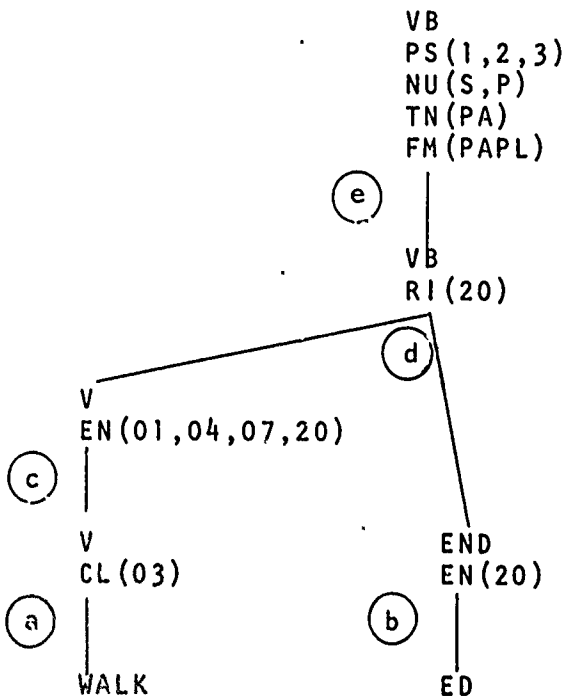 VB
PS(1,2,3)
NU(S,P)
TN(PA)
FM(PAPL)
e
VB
RI(20)
d
V
EN(01,04,07,20)
c
V
CL(03)
END
EN(20)
a
b
WALK
ED